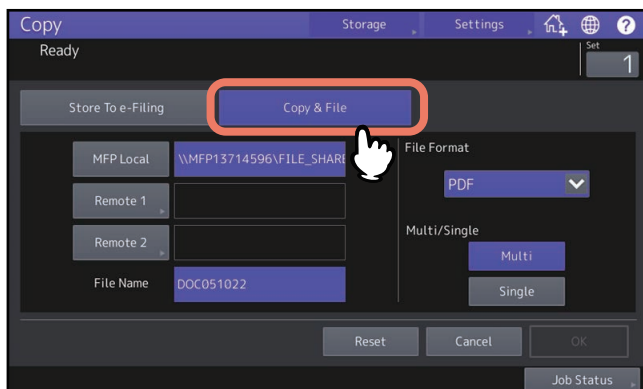 Copy
Storage
Settings
?
Ready
Set
1
Store To e-Filing
Copy & File
MFP Local
\\MFP13714596\FILE_SHARE
File Format
PDF
Remote 1
Remote 2
Multi/Single
Multi
File Name
DOC051022
Single
Reset
Cancel
OK
Job Status